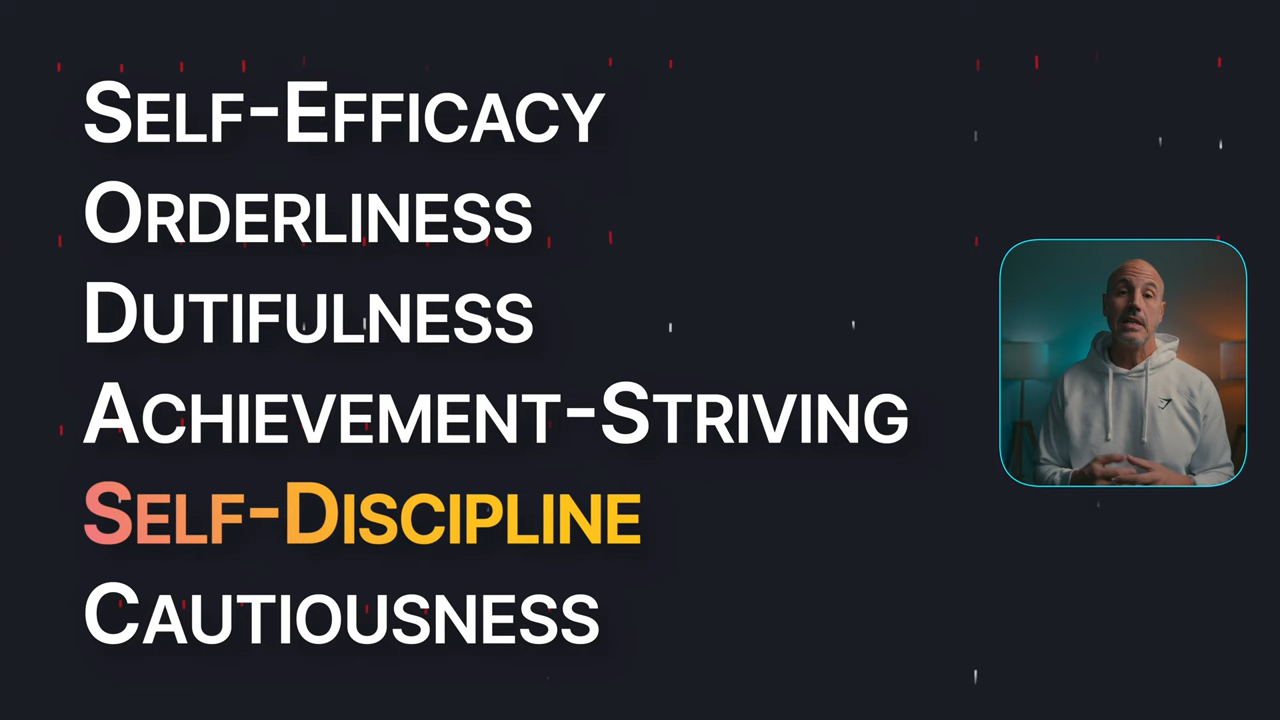 Self-Efficacy
Orderliness
Dutifulness
Achievement-Striving
Self-Discipline
Cautiousness